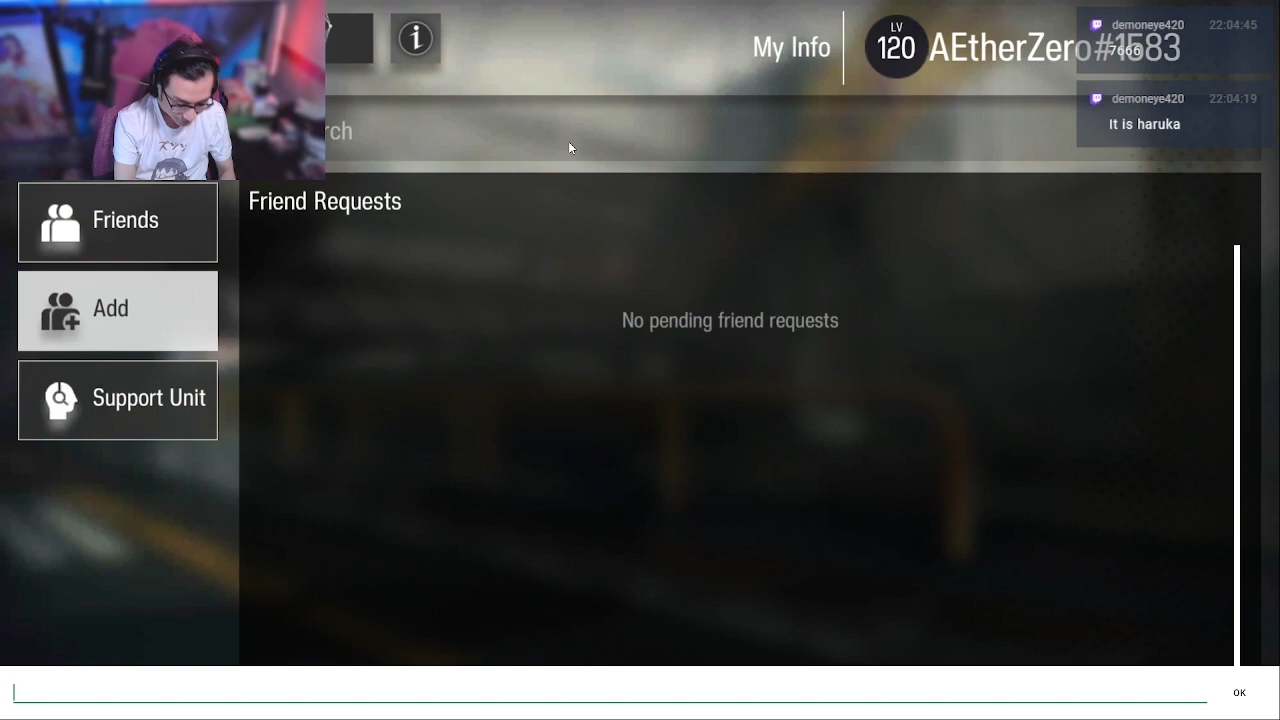 My Info
LV
120
AEtherZero#1583
demoneye420
22:04:45
7666
demoneye420
22:04:19
It is haruka
rch
Friends
Friend Requests
Add
No pending friend requests
Support Unit
OK